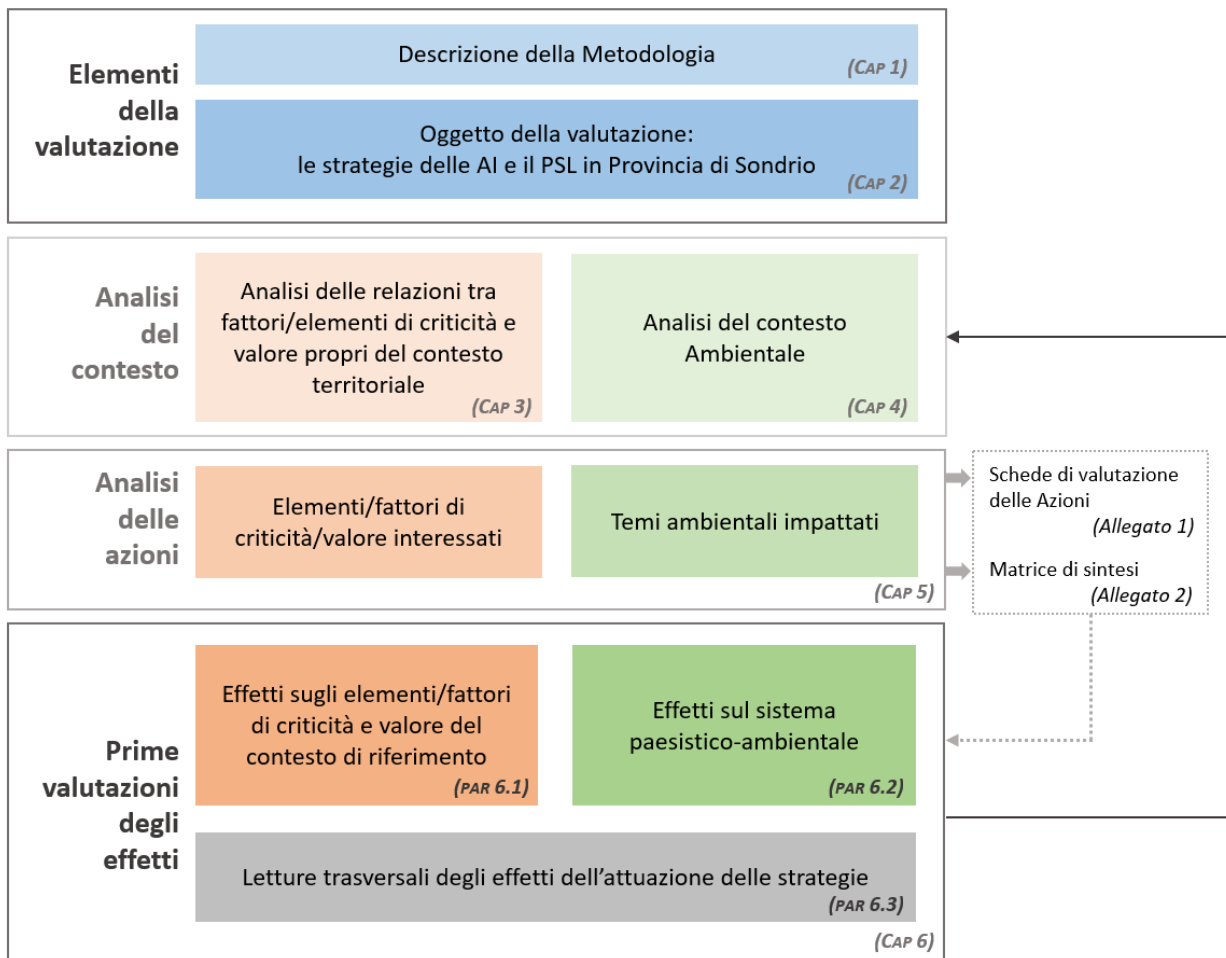 Elementi
della
valutazione
Descrizione della Metodologia
(CAP 1)
Oggetto della valutazione:
le strategie delle AI e il PSL in Provincia di Sondrio
(CAP 2)
Analisi
del
contesto
Analisi delle relazioni tra
fattori/elementi di criticità e
valore propri del contesto
territoriale
(CAP 3)
Analisi del contesto
Ambientale
(CAP 4)
Analisi
delle
azioni
Elementi/fattori di
criticità/valore interessati
Temi ambientali impattati
(CAP 5)
Schede di valutazione
delle Azioni
(Allegato 1)
Matrice di sintesi
(Allegato 2)
Prime
valutazioni
degli
effetti
Effetti sugli elementi/fattori
di criticità e valore del
contesto di riferimento
(PAR 6.1)
Effetti sul sistema
paesistico-ambientale
(PAR 6.2)
Letture trasversali degli effetti dell’attuazione delle strategie
(PAR 6.3)
(CAP 6)